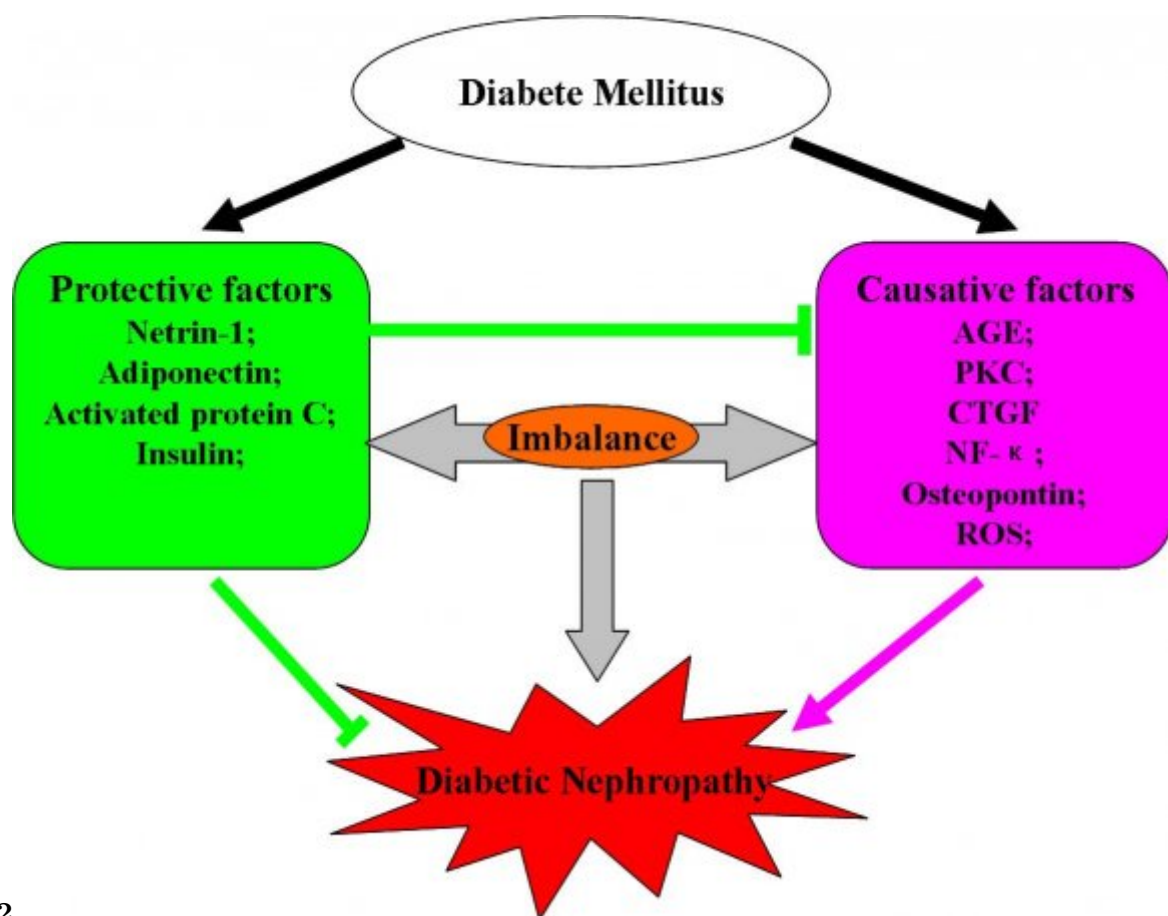 Diabete Mellitus
Protective factors
Netrin-1;
Adiponectin;
Activated protein C;
Insulin;
Causative factors
AGE;
PKC;
CTGF
NF- κ ;
Osteopontin;
ROS;
Imbalance
Diabetic Nephropathy
2